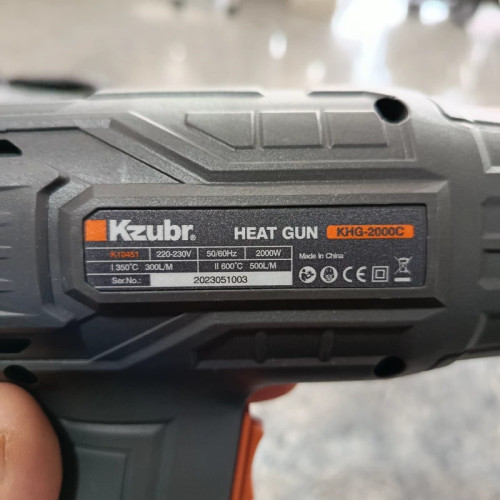 Kzubr. HEAT GUN KHG-2000C
K10451 220-230V 50/60Hz 2000W
I 350°C 300L/M II 600°C 500L/M
Made In China
Ser.No.: 2023051003
CE